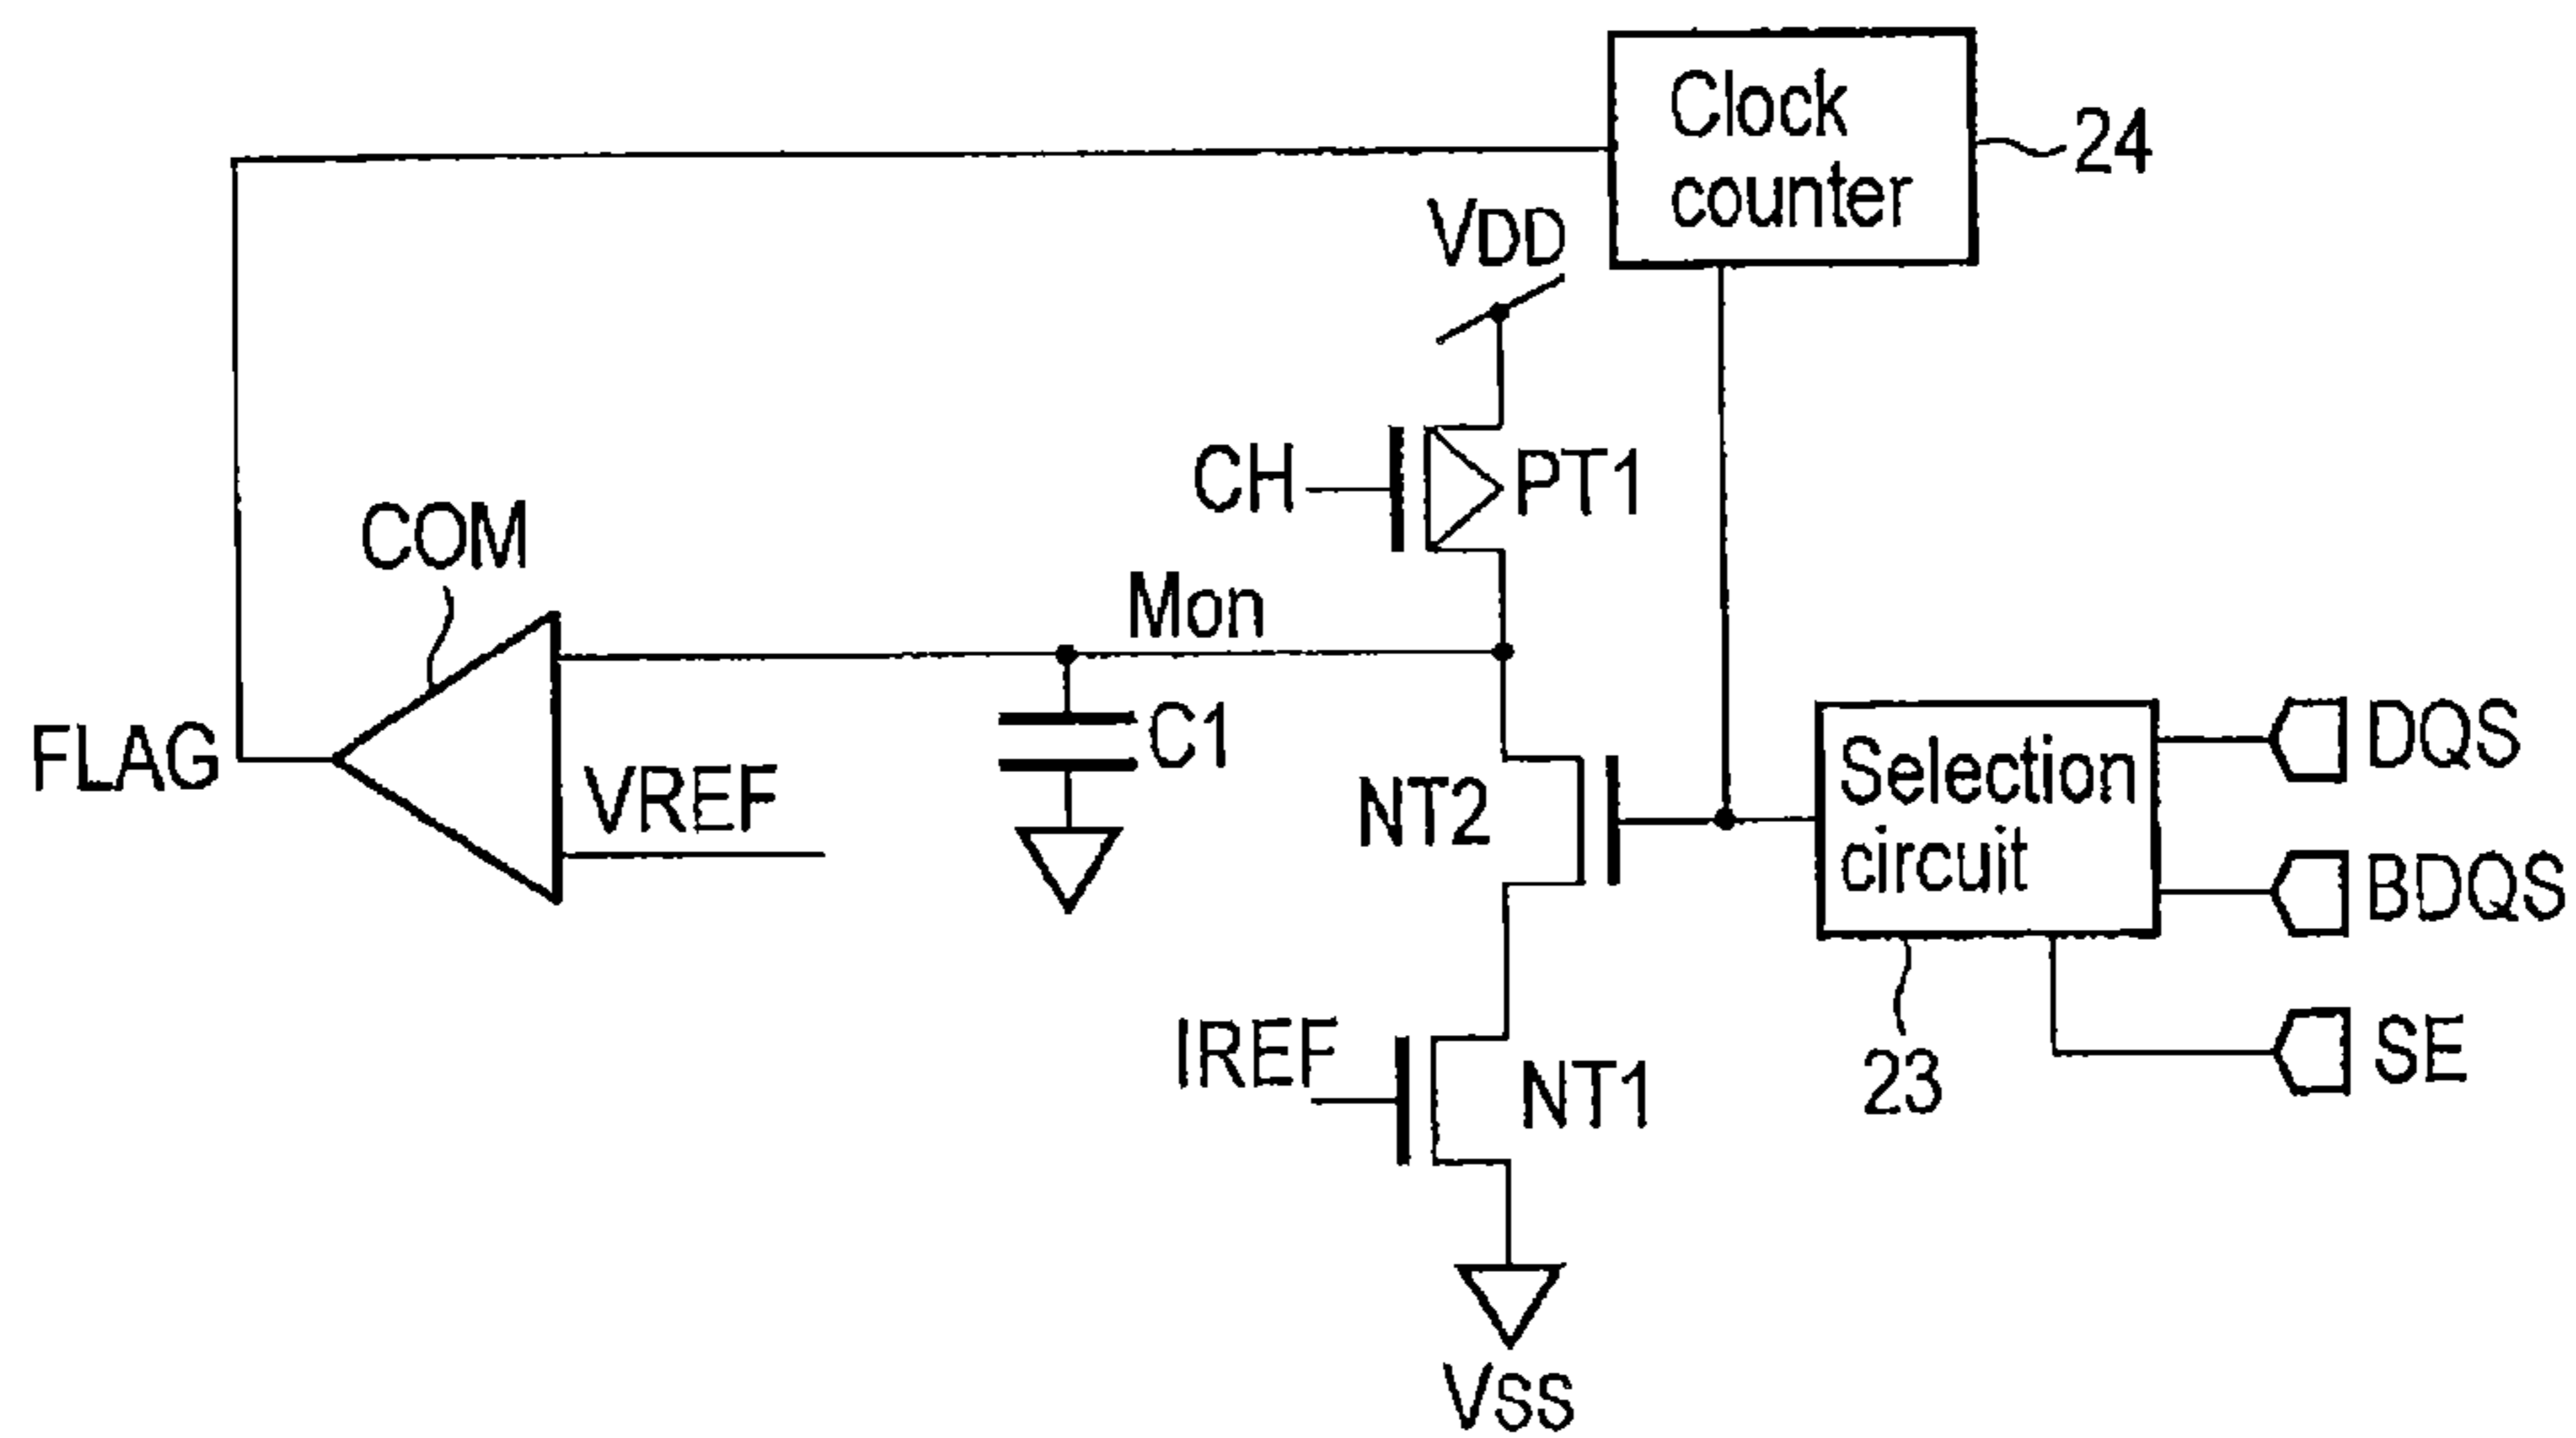 Clock
counter
24
VDD
CH
PT1
COM
Mon
C1
FLAG
VREF
NT2
Selection
circuit
DQS
BDQS
SE
23
IREF
NT1
VSS